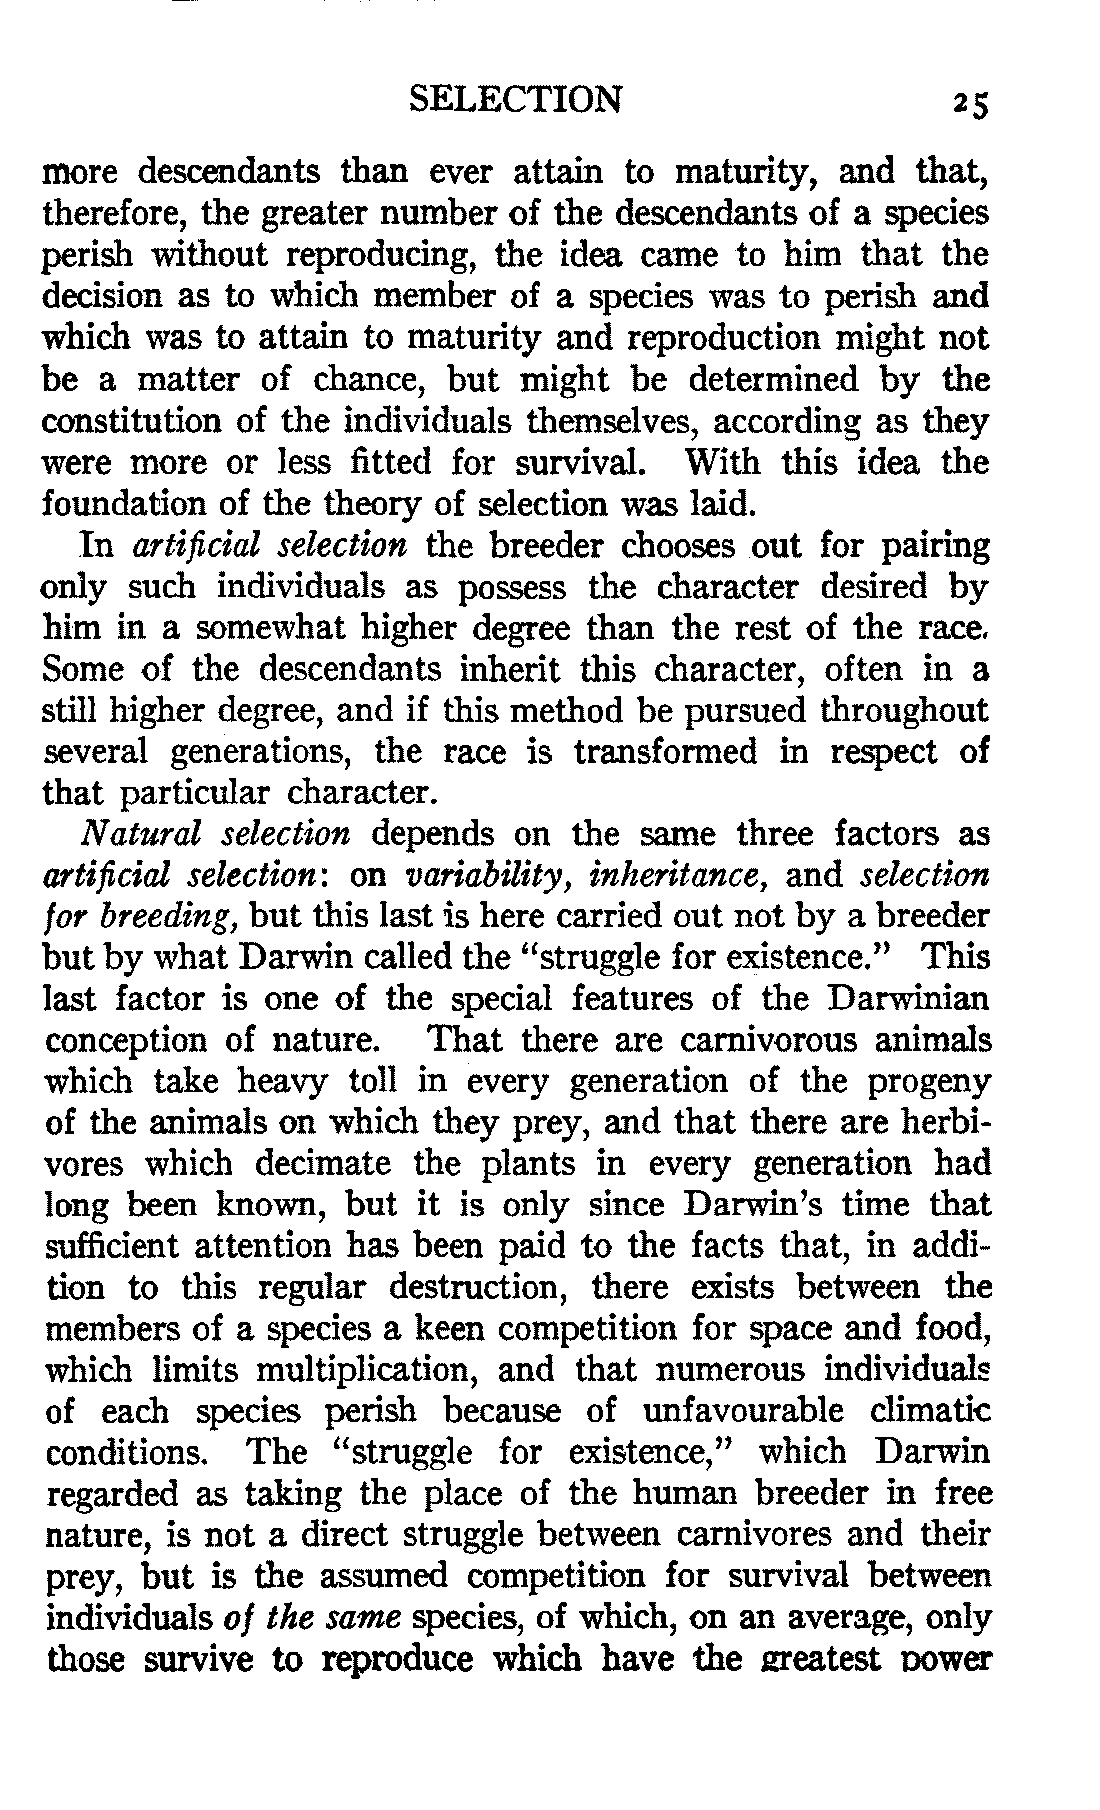 SELECTION 25
more descendants than ever attain to maturity, and that,
therefore, the greater number of the descendants of a species
perish without reproducing, the idea came to him that the
decision as to which member of a species was to perish and
which was to attain to maturity and reproduction might not
be a matter of chance, but might be determined by the
constitution of the individuals themselves, according as they
were more or less fitted for survival. With this idea the
foundation of the theory of selection was laid.
In artificial selection the breeder chooses out for pairing
only such individuals as possess the character desired by
him in a somewhat higher degree than the rest of the race.
Some of the descendants inherit this character, often in a
still higher degree, and if this method be pursued throughout
several generations, the race is transformed in respect of
that particular character.
Natural selection depends on the same three factors as
artificial selection: on variability, inheritance, and selection
for breeding, but this last is here carried out not by a breeder
but by what Darwin called the "struggle for existence." This
last factor is one of the special features of the Darwinian
conception of nature. That there are carnivorous animals
which take heavy toll in every generation of the progeny
of the animals on which they prey, and that there are herbi-
vores which decimate the plants in every generation had
long been known, but it is only since Darwin's time that
sufficient attention has been paid to the facts that, in addi-
tion to this regular destruction, there exists between the
members of a species a keen competition for space and food,
which limits multiplication, and that numerous individuals
of each species perish because of unfavourable climatic
conditions. The "struggle for existence," which Darwin
regarded as taking the place of the human breeder in free
nature, is not a direct struggle between carnivores and their
prey, but is the assumed competition for survival between
individuals of the same species, of which, on an average, only
those survive to reproduce which have the greatest power